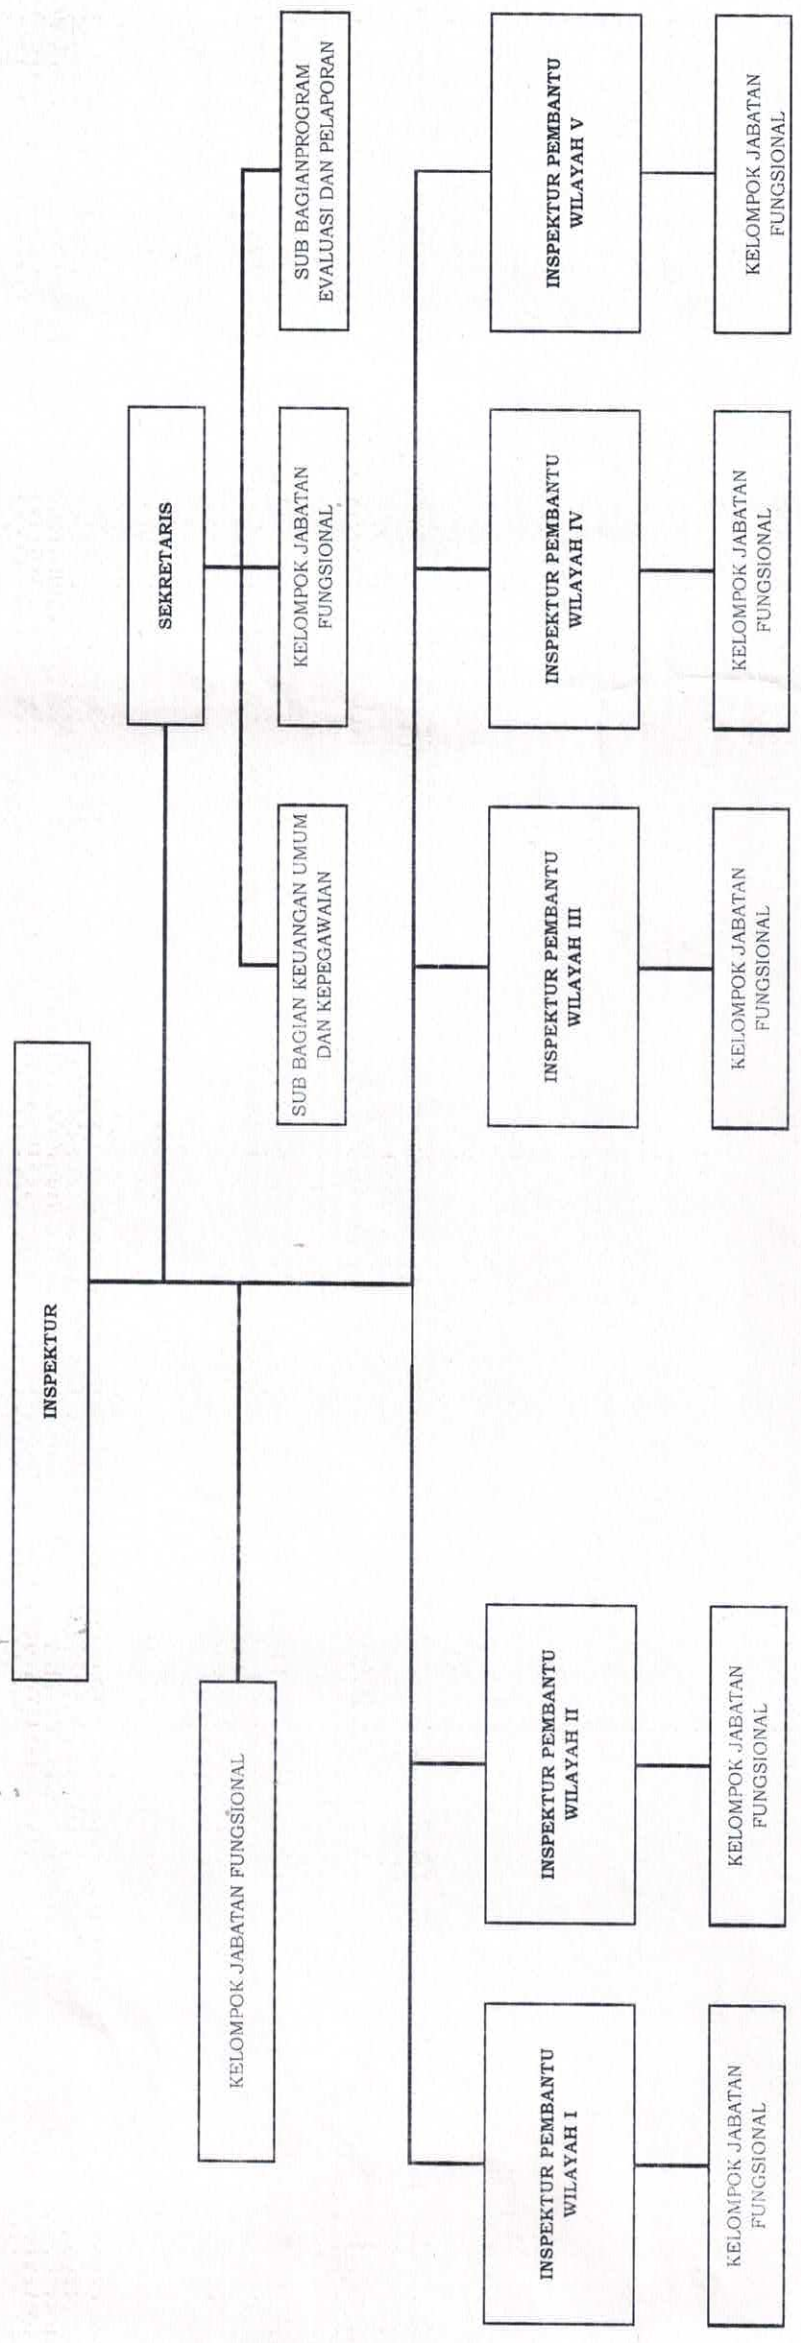 INSPEKTUR
SEKRETARIS
KELOMPOK JABATAN FUNGSIONAL
SUB BAGIAN KEUANGAN UMUM
DAN KEPEGAWAIAN
KELOMPOK JABATAN
FUNGSIONAL
SUB BAGIANPROGRAM
EVALUASI DAN PELAPORAN
INSPEKTUR PEMBANTU
WILAYAH I
INSPEKTUR PEMBANTU
WILAYAH II
INSPEKTUR PEMBANTU
WILAYAH III
INSPEKTUR PEMBANTU
WILAYAH IV
INSPEKTUR PEMBANTU
WILAYAH V
KELOMPOK JABATAN
FUNGSIONAL
KELOMPOK JABATAN
FUNGSIONAL
KELOMPOK JABATAN
FUNGSIONAL
KELOMPOK JABATAN
FUNGSIONAL
KELOMPOK JABATAN
FUNGSIONAL